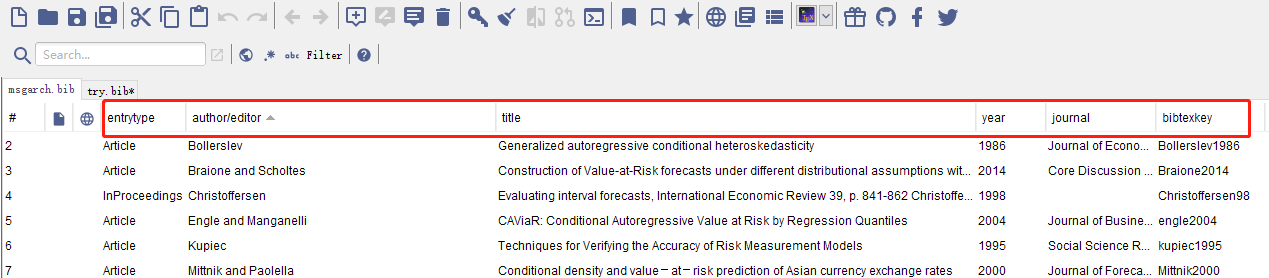 Search...
.* abc Filter
msgarch.bib try.bib*
# entrytype author/editor title year journal bibtexkey
2 Article Bollerslev Generalized autoregressive conditional heteroskedasticity 1986 Journal of Econo... Bollerslev1986
3 Article Braione and Scholtes Construction of Value-at-Risk forecasts under different distributional assumptions wit... 2014 Core Discussion ... Braione2014
4 InProceedings Christoffersen Evaluating interval forecasts, International Economic Review 39, p. 841-862 Christoffe... 1998 Christoffersen98
5 Article Engle and Manganelli CAViaR: Conditional Autoregressive Value at Risk by Regression Quantiles 2004 Journal of Busine... engle2004
6 Article Kupiec Techniques for Verifying the Accuracy of Risk Measurement Models 1995 Social Science R... kupiec1995
7 Article Mittnik and Paolella Conditional density and value－at－risk prediction of Asian currency exchange rates 2000 Journal of Foreca... Mittnik2000